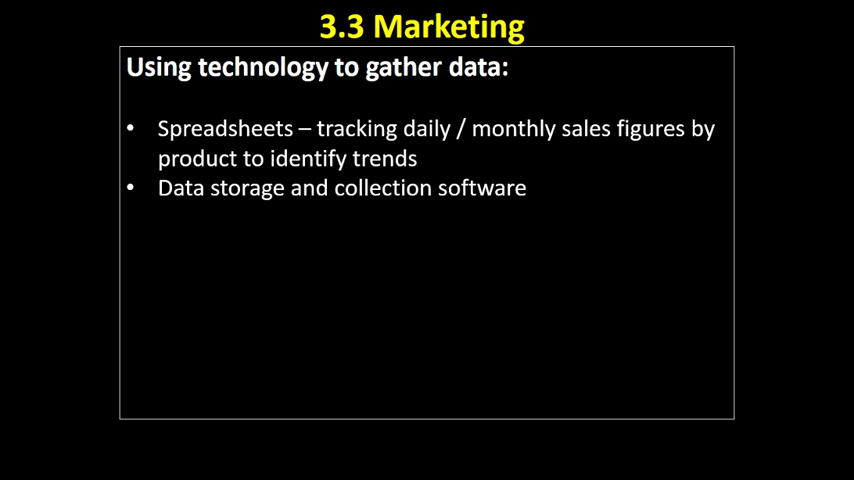 3.3 Marketing
Using technology to gather data:
• Spreadsheets – tracking daily / monthly sales figures by
product to identify trends
• Data storage and collection software